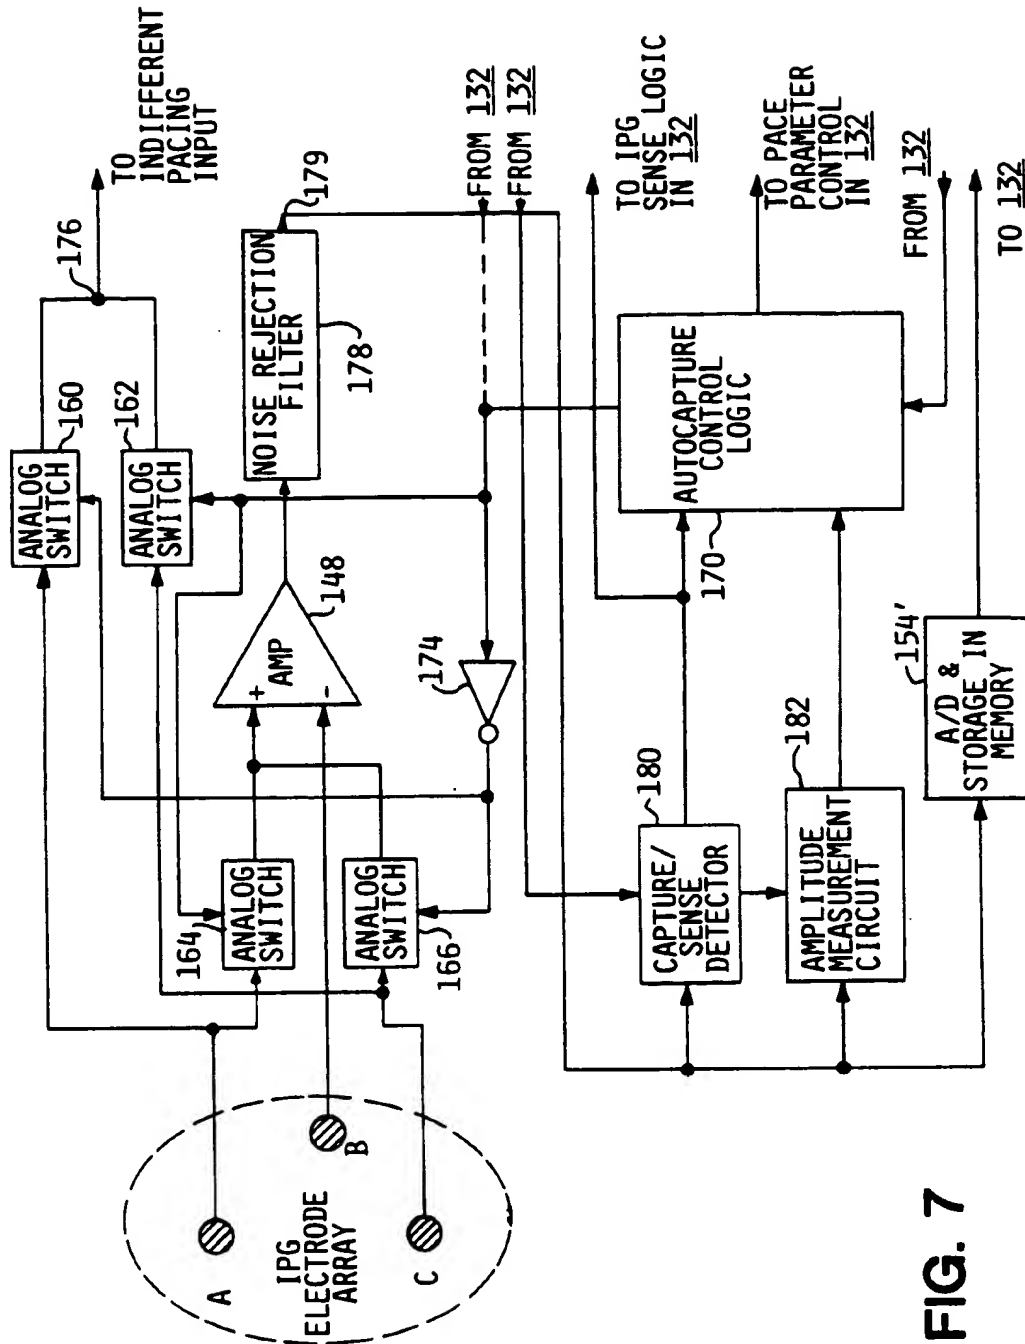 IPG
ELECTRODE
ARRAY
A
B
C
164
ANALOG
SWITCH
ANALOG
SWITCH
166
ANALOG
SWITCH
160
ANALOG
SWITCH
162
176
TO
INDIFFERENT
PACING
INPUT
+
-
AMP
148
174
NOISE REJECTION
FILTER
178
179
FROM 132
FROM 132
CAPTURE/
SENSE
DETECTOR
180
AMPLITUDE
MEASUREMENT
CIRCUIT
182
AUTOCAPTURE
CONTROL
LOGIC
170
TO IPG
SENSE LOGIC
IN 132
TO PACE
PARAMETER
CONTROL
IN 132
FROM 132
A/D &
STORAGE IN
MEMORY
154'
TO 132
FIG. 7